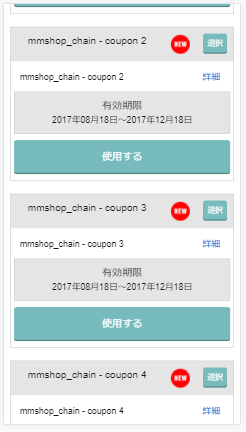 mmshop_chain - coupon 2
NEW
選択
mmshop_chain - coupon 2
詳細
有効期限
2017年08月18日～2017年12月18日
使用する
mmshop_chain - coupon 3
NEW
選択
mmshop_chain - coupon 3
詳細
有効期限
2017年08月18日～2017年12月18日
使用する
mmshop_chain - coupon 4
NEW
選択
mmshop_chain - coupon 4
詳細